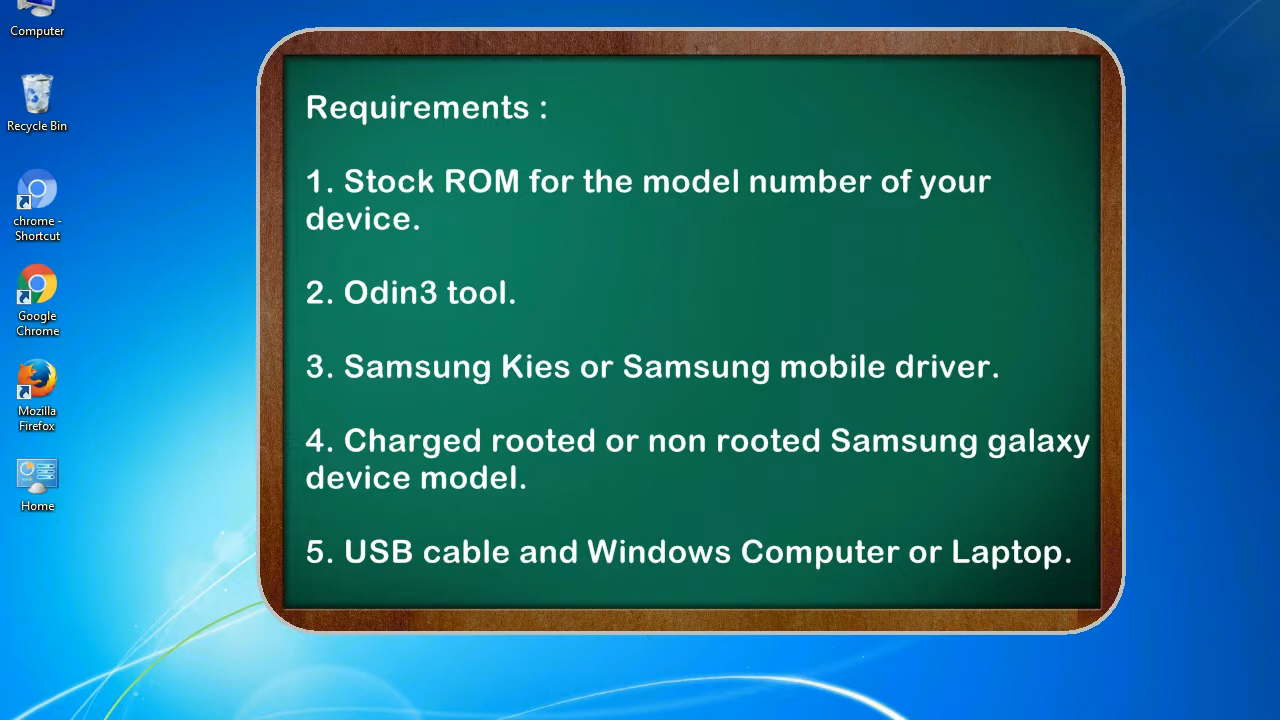 Computer
Recycle Bin
chrome -
Shortcut
Google
Chrome
Mozilla
Firefox
Home
Requirements :
1. Stock ROM for the model number of your
device.
2. Odin3 tool.
3. Samsung Kies or Samsung mobile driver.
4. Charged rooted or non rooted Samsung galaxy
device model.
5. USB cable and Windows Computer or Laptop.